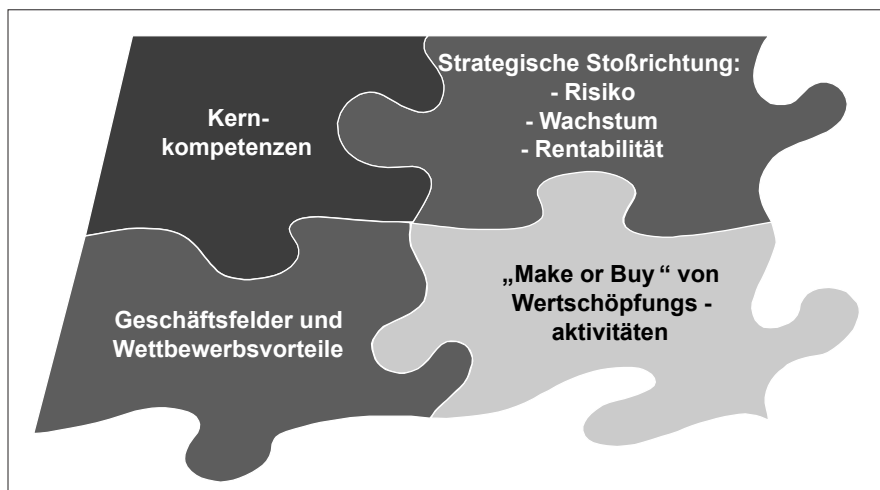 Kern-
kompetenzen
Strategische Stoßrichtung:
- Risiko
- Wachstum
- Rentabilität
Geschäftsfelder und
Wettbewerbsvorteile
„Make or Buy “ von
Wertschöpfungs -
aktivitäten